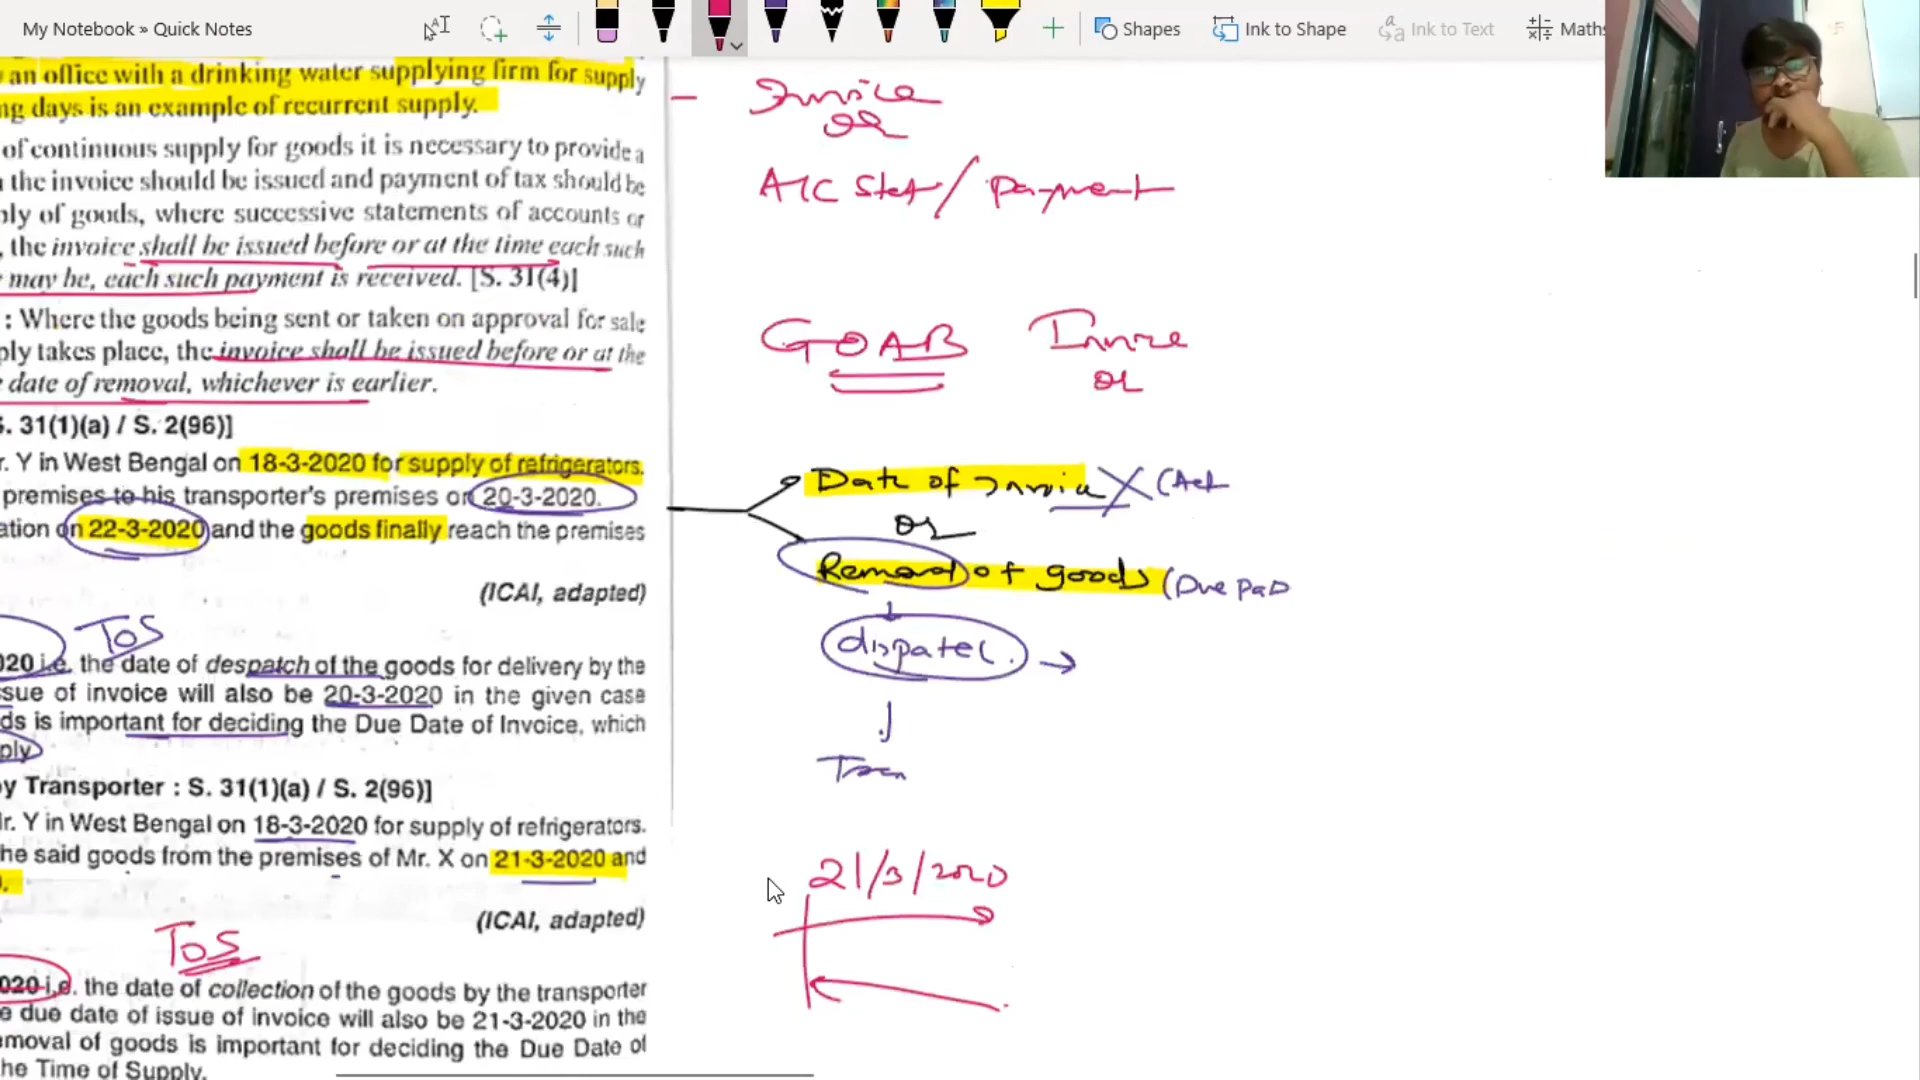 My Notebook » Quick Notes
Shapes
Ink to Shape
Ink to Text
Maths
an office with a drinking water supplying firm for supply
ng days is an example of recurrent supply.
of continuous supply for goods it is necessary to provide a
the invoice should be issued and payment of tax should be
ply of goods, where successive statements of accounts or
, the invoice shall be issued before or at the time each such
may be, each such payment is received. [S. 31(4)]
: Where the goods being sent or taken on approval for sale
ply takes place, the invoice shall be issued before or at the
date of removal, whichever is earlier.
S. 31(1)(a) / S. 2(96)]
r. Y in West Bengal on 18-3-2020 for supply of refrigerators.
premises to his transporter's premises on 20-3-2020.
ation on 22-3-2020 and the goods finally reach the premises
(ICAI, adapted)
TOS
020 i.e. the date of despatch of the goods for delivery by the
ssue of invoice will also be 20-3-2020 in the given case
ds is important for deciding the Due Date of Invoice, which
ply
y Transporter : S. 31(1)(a) / S. 2(96)]
Mr. Y in West Bengal on 18-3-2020 for supply of refrigerators.
he said goods from the premises of Mr. X on 21-3-2020 and
(ICAI, adapted)
TOS
020 i.e. the date of collection of the goods by the transporter
e due date of issue of invoice will also be 21-3-2020 in the
emoval of goods is important for deciding the Due Date of
he Time of Supply.
- Invoice
or
A/C Stat / Payment
GOAB
or
Date of Invoice X (Act
or
Removal of goods (Due
dispatch
Tran
21/3/2020